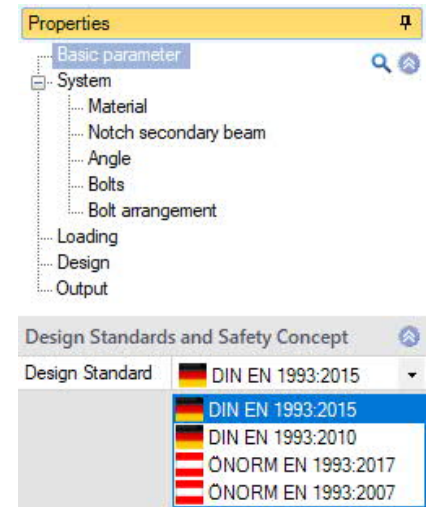 Properties
Basic parameter
System
Material
Notch secondary beam
Angle
Bolts
Bolt arrangement
Loading
Design
Output
Design Standards and Safety Concept
Design Standard DIN EN 1993:2015
DIN EN 1993:2015
DIN EN 1993:2010
ÖNORM EN 1993:2017
ÖNORM EN 1993:2007